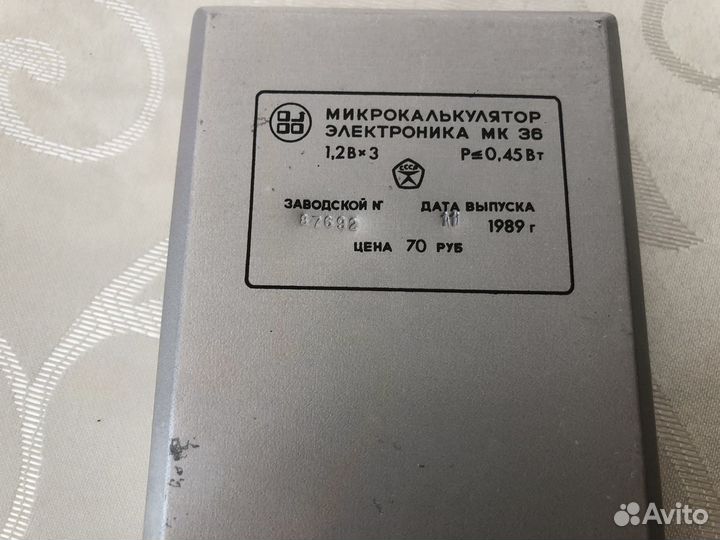 МИКРОКАЛЬКУЛЯТОР
ЭЛЕКТРОНИКА МК 36
1,2В×3 Р≤0,45Вт
СССР
ЗАВОДСКОЙ № ДАТА ВЫПУСКА
87692 11 1989 г
ЦЕНА 70 РУБ
Avito